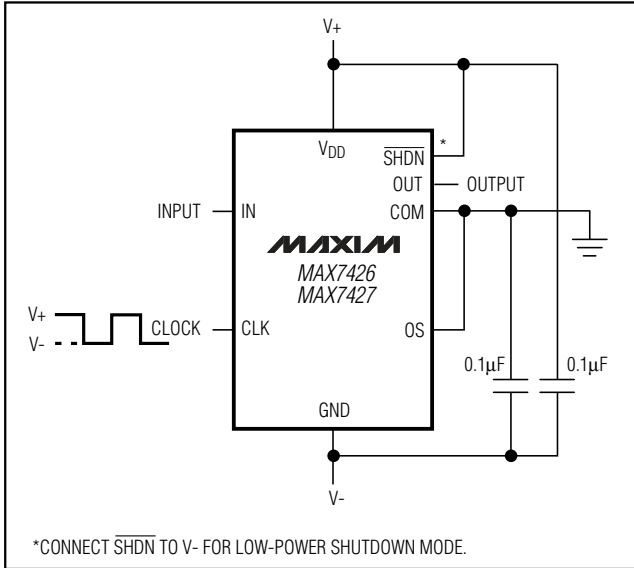 V+
VDD
SHDN
*
OUT
OUTPUT
INPUT
IN
COM
MAXIM
MAX7426
MAX7427
V+
V-
CLOCK
CLK
OS
0.1µF
0.1µF
GND
V-
*CONNECT SHDN TO V- FOR LOW-POWER SHUTDOWN MODE.